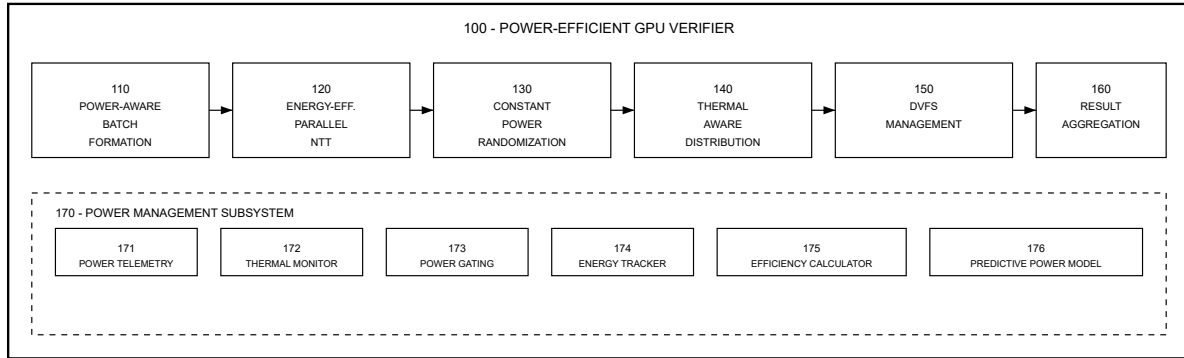 100 - POWER-EFFICIENT GPU VERIFIER
110
POWER-AWARE
BATCH
FORMATION
120
ENERGY-EFF.
PARALLEL
NTT
130
CONSTANT
POWER
RANDOMIZATION
140
THERMAL
AWARE
DISTRIBUTION
150
DVFS
MANAGEMENT
160
RESULT
AGGREGATION
170 - POWER MANAGEMENT SUBSYSTEM
171
POWER TELEMETRY
172
THERMAL MONITOR
173
POWER GATING
174
ENERGY TRACKER
175
EFFICIENCY CALCULATOR
176
PREDICTIVE POWER MODEL